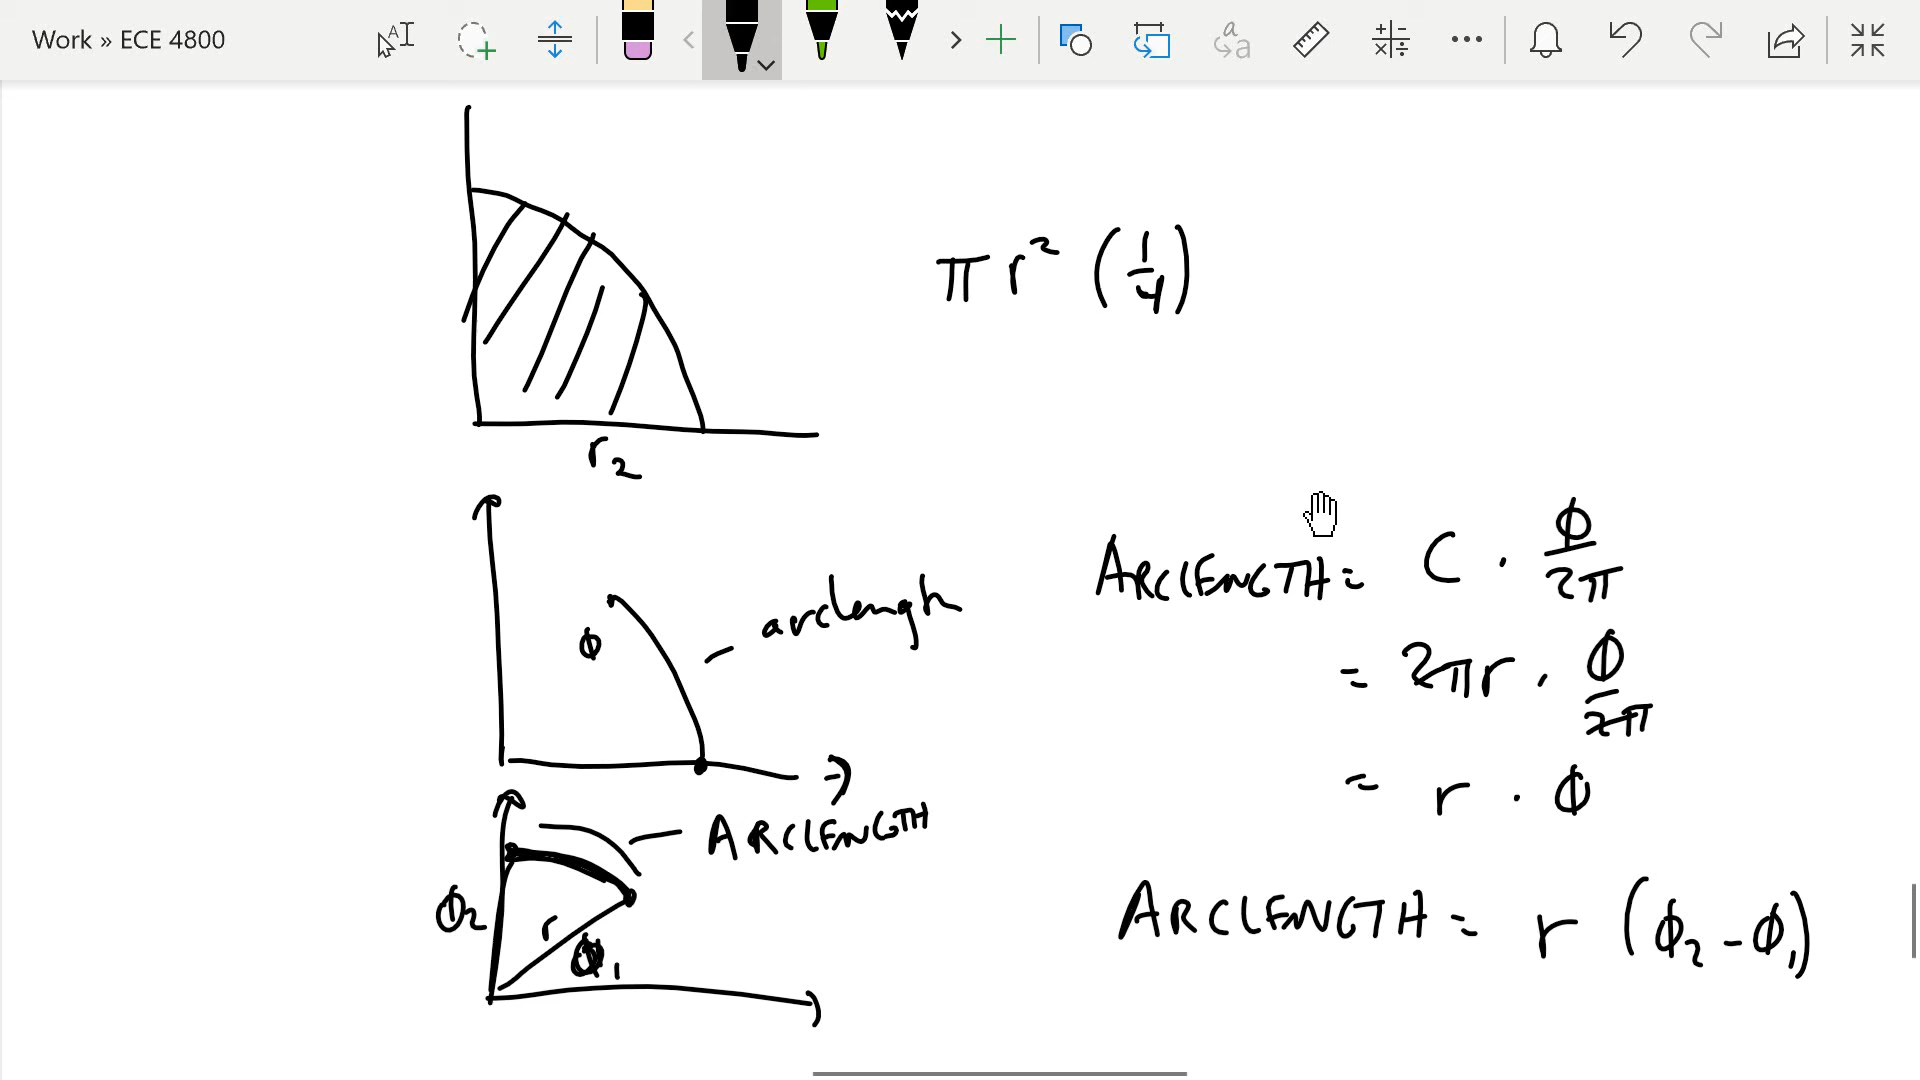 Work » ECE 4800
π r² (1/4)
r₂
ARCLENGTH = C · ϕ/2π
ϕ
arclength
= 2πr · ϕ/2π
= r · ϕ
ARCLENGTH
ϕ₂
r
ϕ₁
ARCLENGTH = r (ϕ₂ - ϕ₁)